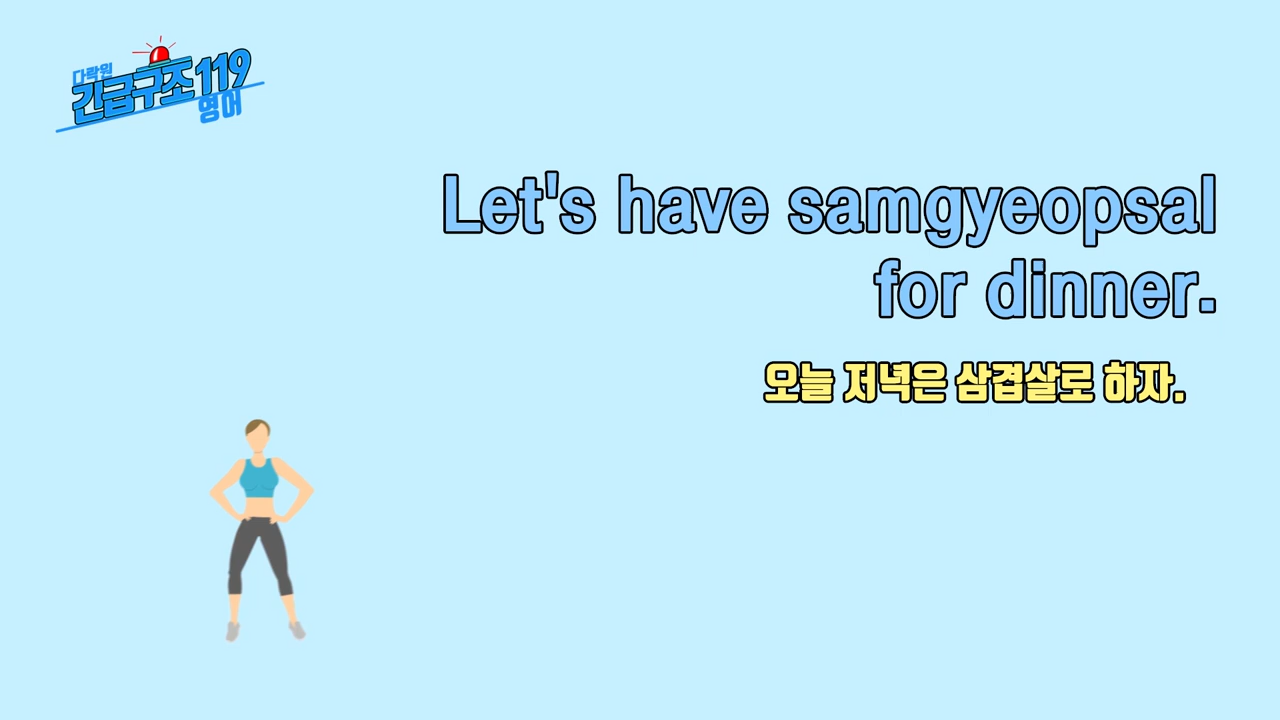 다락원
긴급구조119
영어
Let's have samgyeopsal
for dinner.
오늘 저녁은 삼겹살로 하자.